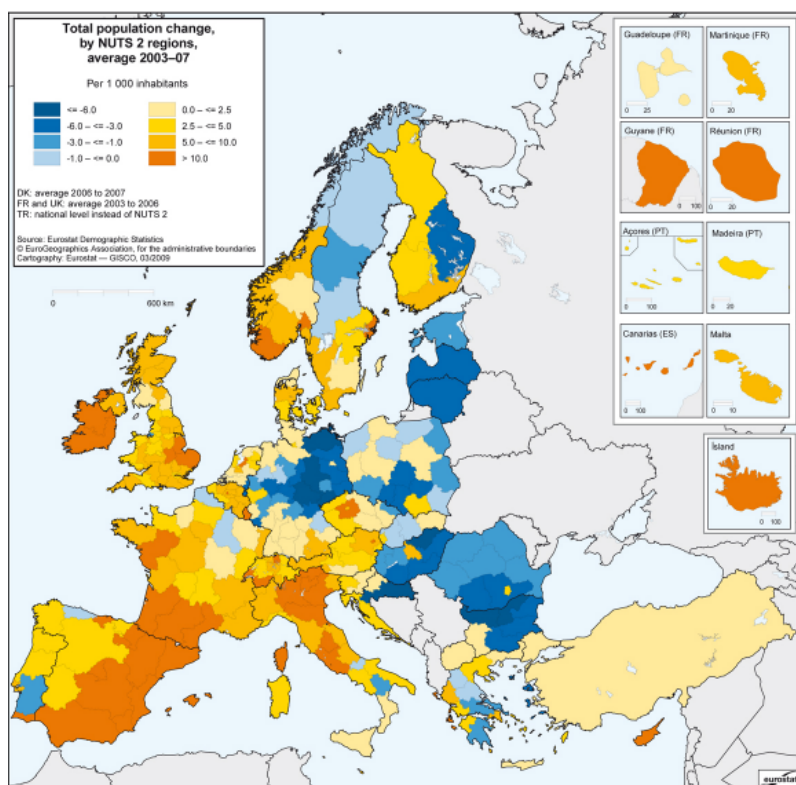 Total population change,
by NUTS 2 regions,
average 2003–07
Per 1 000 inhabitants
<= -6.0
-6.0 – <= -3.0
-3.0 – <= -1.0
-1.0 – <= 0.0
0.0 – <= 2.5
2.5 – <= 5.0
5.0 – <= 10.0
> 10.0
DK: average 2006 to 2007
FR and UK: average 2003 to 2006
TR: national level instead of NUTS 2
Source: Eurostat Demographic Statistics
© EuroGeographics Association, for the administrative boundaries
Cartography: Eurostat — GISCO, 03/2009
0 600 km
Guadeloupe (FR)
0 25
Martinique (FR)
0 20
Guyane (FR)
0 100
Réunion (FR)
0 20
Açores (PT)
0 100
Madeira (PT)
0 20
Canarias (ES)
0 100
Malta
0 10
Ísland
0 100
eurostat